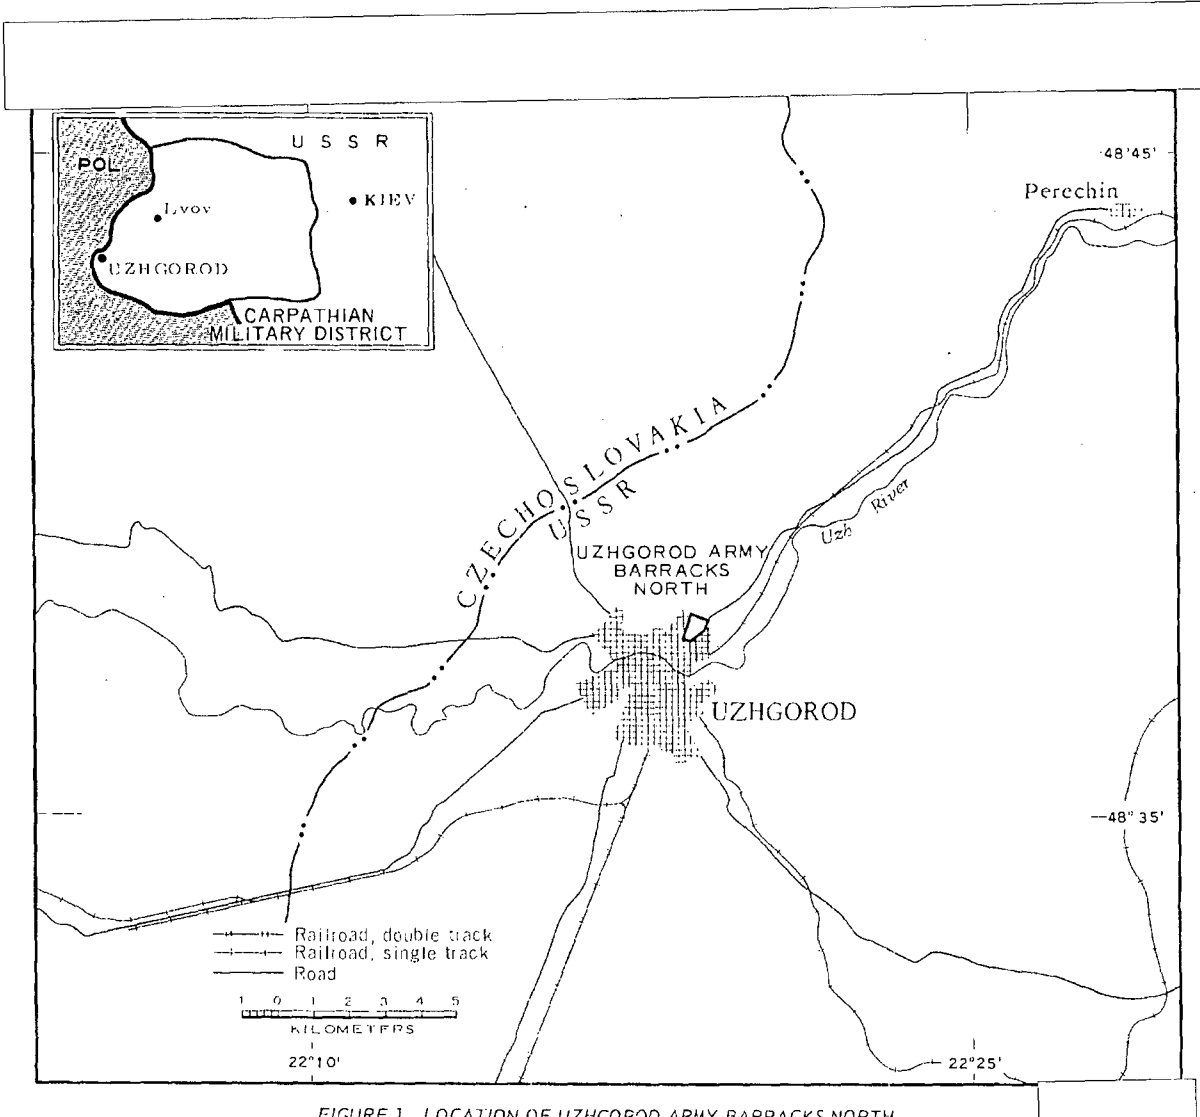 U S S R
POL
KIEV
Lvov
UZHGOROD
CARPATHIAN
MILITARY DISTRICT
48°45'
Perechin
CZECHOSLOVAKIA
USSR
Uzh River
UZHGOROD ARMY
BARRACKS
NORTH
UZHGOROD
48°35'
Railroad, double track
Railroad, single track
Road
1 0 1 2 3 4 5
KILOMETERS
22°10'
22°25'
FIGURE 1. LOCATION OF UZHGOROD ARMY BARRACKS NORTH